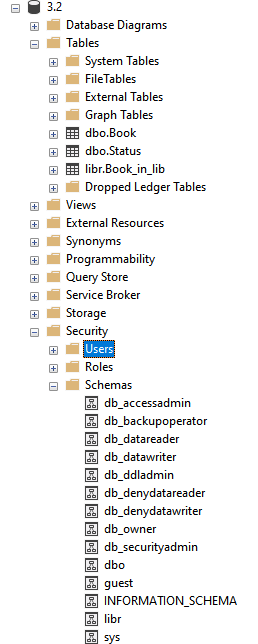 3.2
Database Diagrams
Tables
System Tables
FileTables
External Tables
Graph Tables
dbo.Book
dbo.Status
libr.Book_in_lib
Dropped Ledger Tables
Views
External Resources
Synonyms
Programmability
Query Store
Service Broker
Storage
Security
Users
Roles
Schemas
db_accessadmin
db_backupoperator
db_datareader
db_datawriter
db_ddladmin
db_denydatareader
db_denydatawriter
db_owner
db_securityadmin
dbo
guest
INFORMATION_SCHEMA
libr
sys